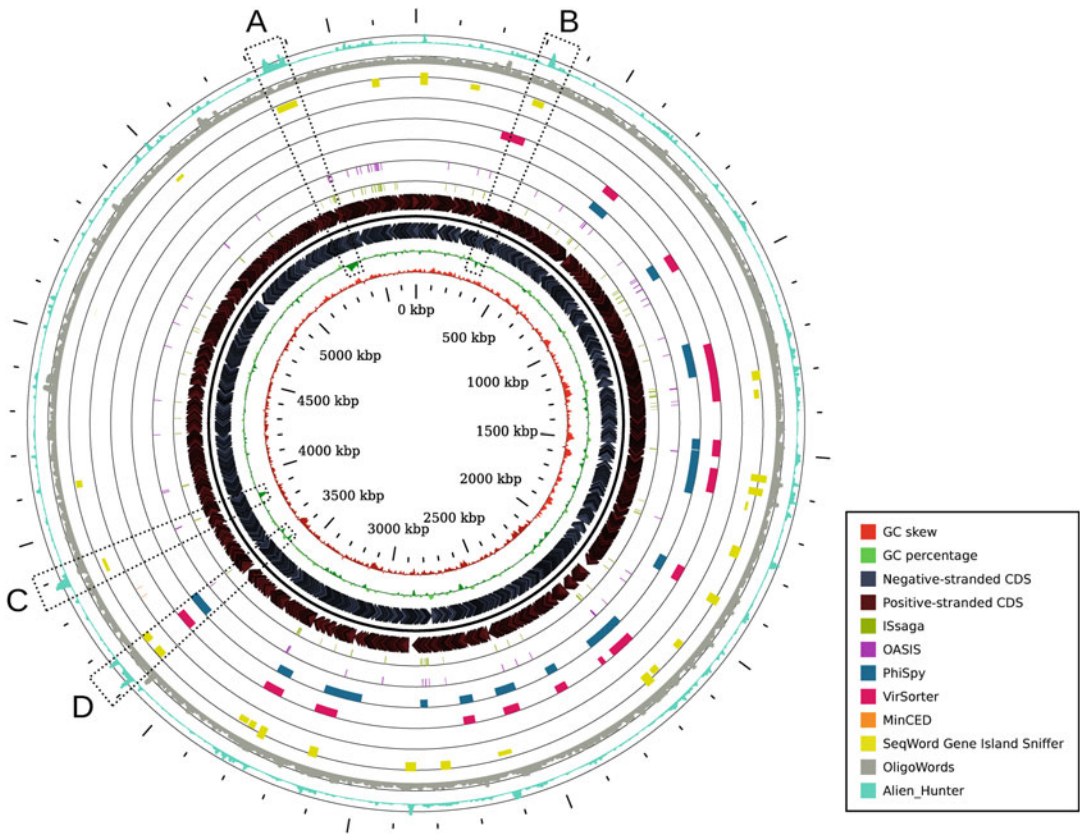 A
B
0 kbp
500 kbp
1000 kbp
1500 kbp
2000 kbp
2500 kbp
3000 kbp
3500 kbp
4000 kbp
4500 kbp
5000 kbp
C
D
GC skew
GC percentage
Negative-stranded CDS
Positive-stranded CDS
ISsaga
OASIS
PhiSpy
VirSorter
MinCED
SeqWord Gene Island Sniffer
OligoWords
Alien_Hunter